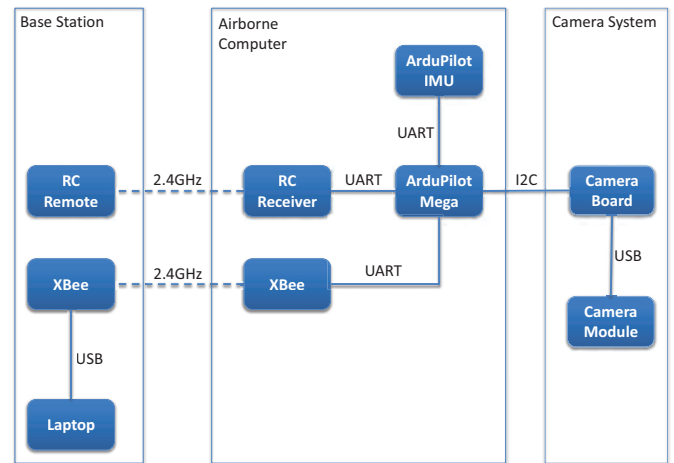 Base Station
Airborne
Computer
Camera System
ArduPilot
IMU
UART
RC
Remote
2.4GHz
RC
Receiver
UART
ArduPilot
Mega
I2C
Camera
Board
XBee
2.4GHz
XBee
UART
USB
Camera
Module
USB
Laptop